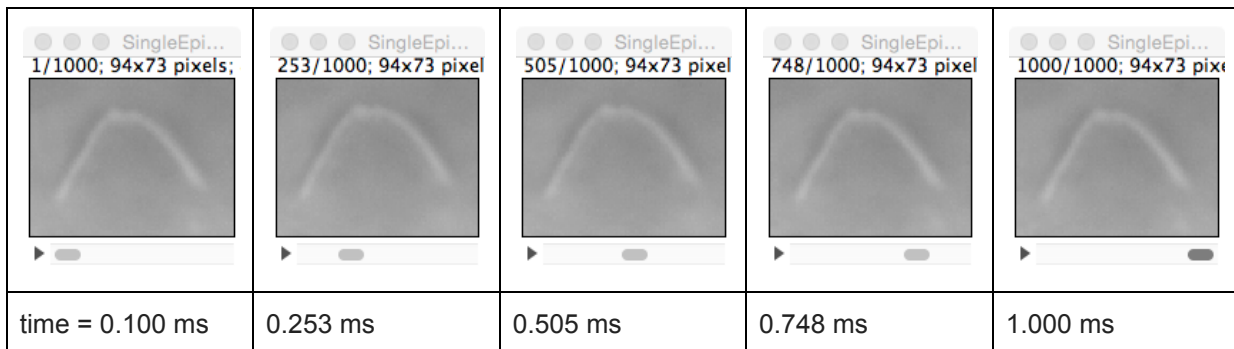 SingleEpi... SingleEpi... SingleEpi... SingleEpi... SingleEpi...
1/1000; 94x73 pixels; 253/1000; 94x73 pixel 505/1000; 94x73 pixel 748/1000; 94x73 pixel 1000/1000; 94x73 pixe
time = 0.100 ms 0.253 ms 0.505 ms 0.748 ms 1.000 ms